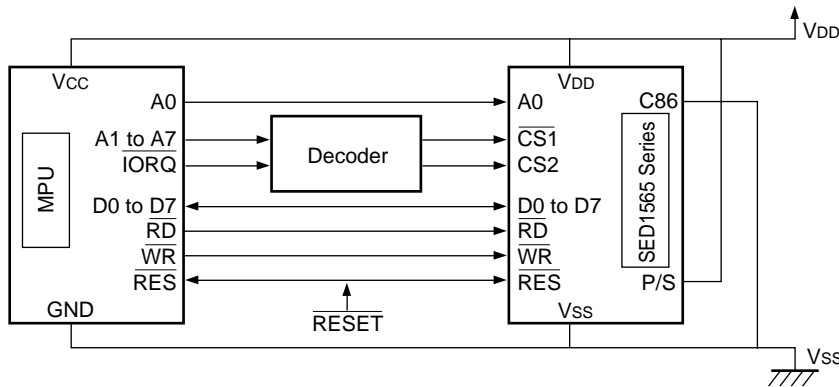 VDD
VCC
VDD
A0
A0
C86
A1 to A7
Decoder
CS1
IORQ
CS2
MPU
SED1565 Series
D0 to D7
D0 to D7
RD
RD
WR
WR
RES
RES
P/S
GND
RESET
VSS
VSS